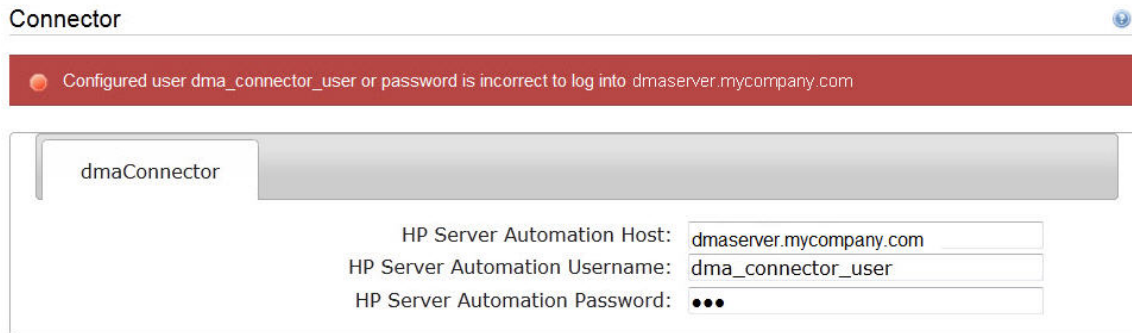 Connector
Configured user dma_connector_user or password is incorrect to log into dmaserver.mycompany.com
dmaConnector
HP Server Automation Host: dmaserver.mycompany.com
HP Server Automation Username: dma_connector_user
HP Server Automation Password: •••